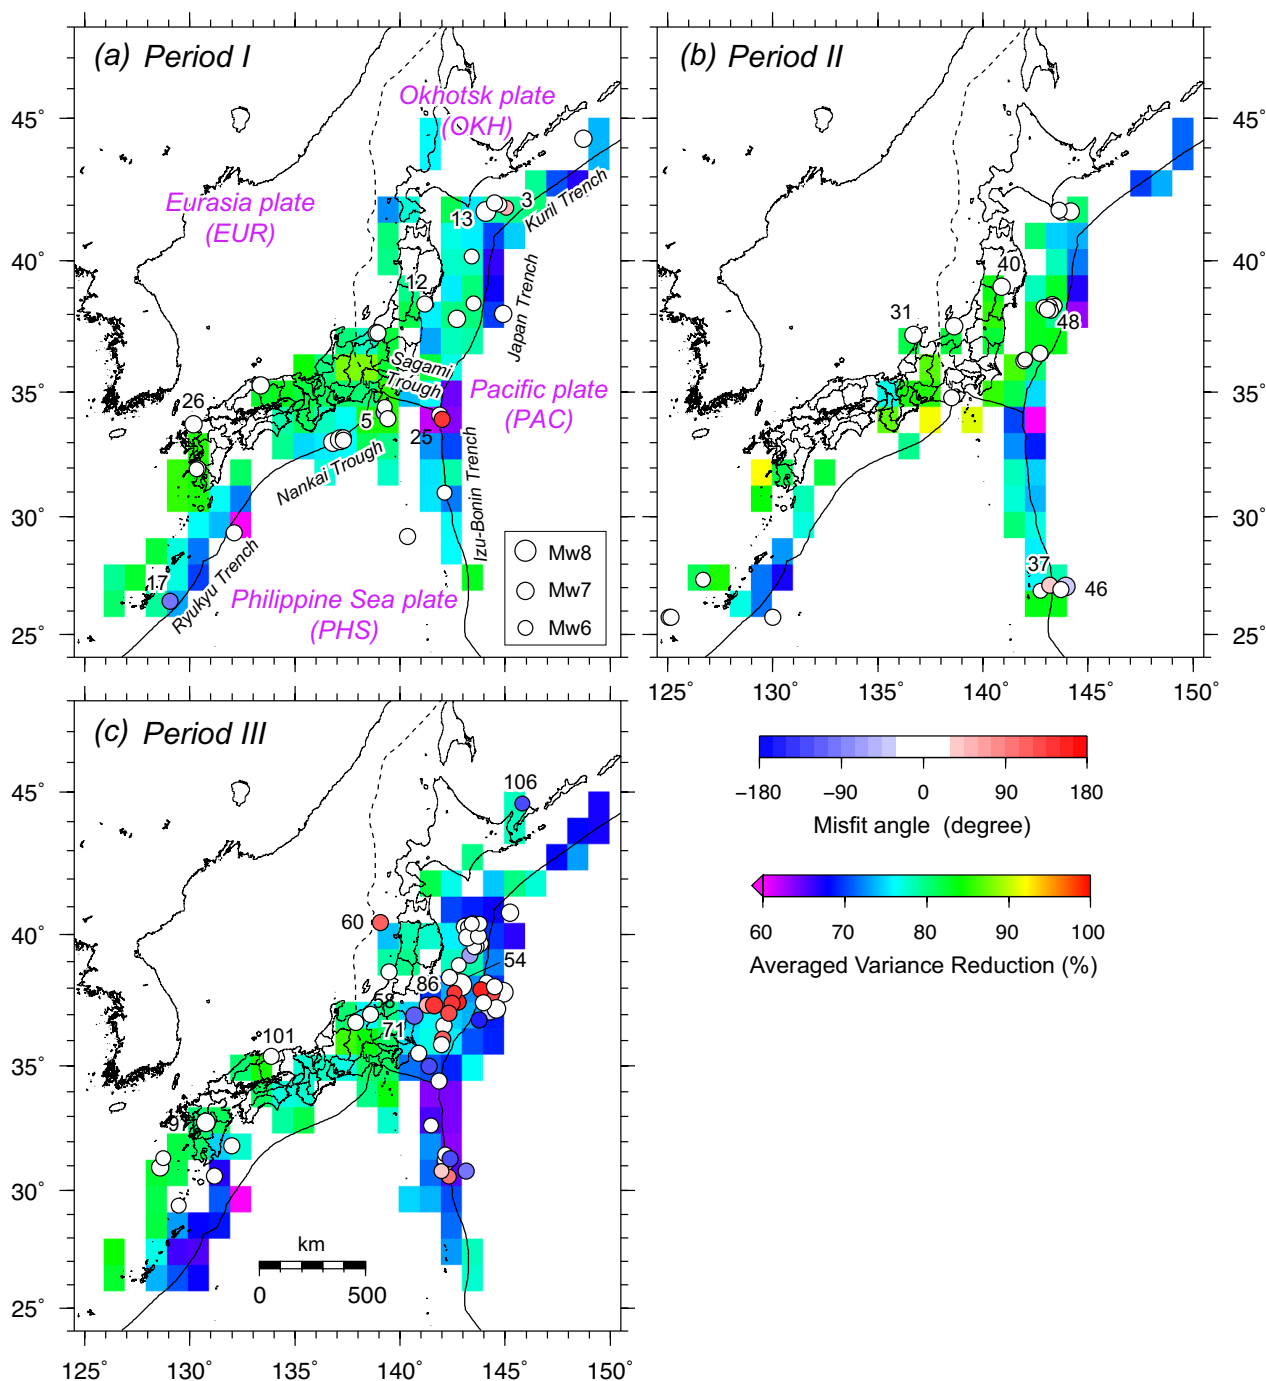 (a) Period I
Okhotsk plate
(OKH)
Eurasia plate
(EUR)
Pacific plate
(PAC)
Philippine Sea plate
(PHS)
Kuril Trench
Japan Trench
Sagami
Trough
Nankai Trough
Izu-Bonin Trench
Ryukyu Trench
3
13
12
26
5
25
17
Mw8
Mw7
Mw6
45°
40°
35°
30°
25°
(b) Period II
40
31
48
37
46
45°
40°
35°
30°
25°
125° 130° 135° 140° 145° 150°
(c) Period III
106
60
54
86
58
71
101
97
km
0 500
45°
40°
35°
30°
25°
125° 130° 135° 140° 145° 150°
−180 −90 0 90 180
Misfit angle (degree)
60 70 80 90 100
Averaged Variance Reduction (%)